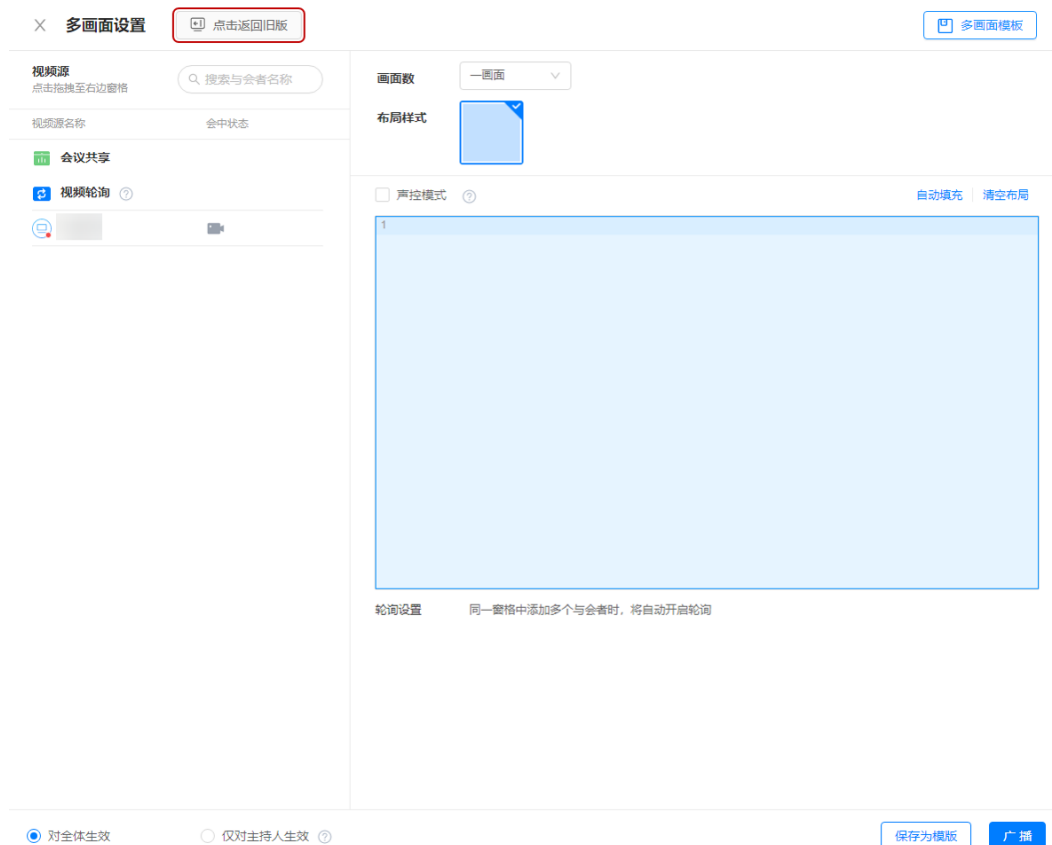 多画面设置
点击返回旧版
多画面模板
视频源
点击拖拽至右边窗格
搜索与会者名称
画面数
一画面
布局样式
视频源名称
会中状态
会议共享
视频轮询
声控模式
自动填充
清空布局
1
轮询设置
同一窗格中添加多个与会者时，将自动开启轮询
对全体生效
仅对主持人生效
保存为模版
广播